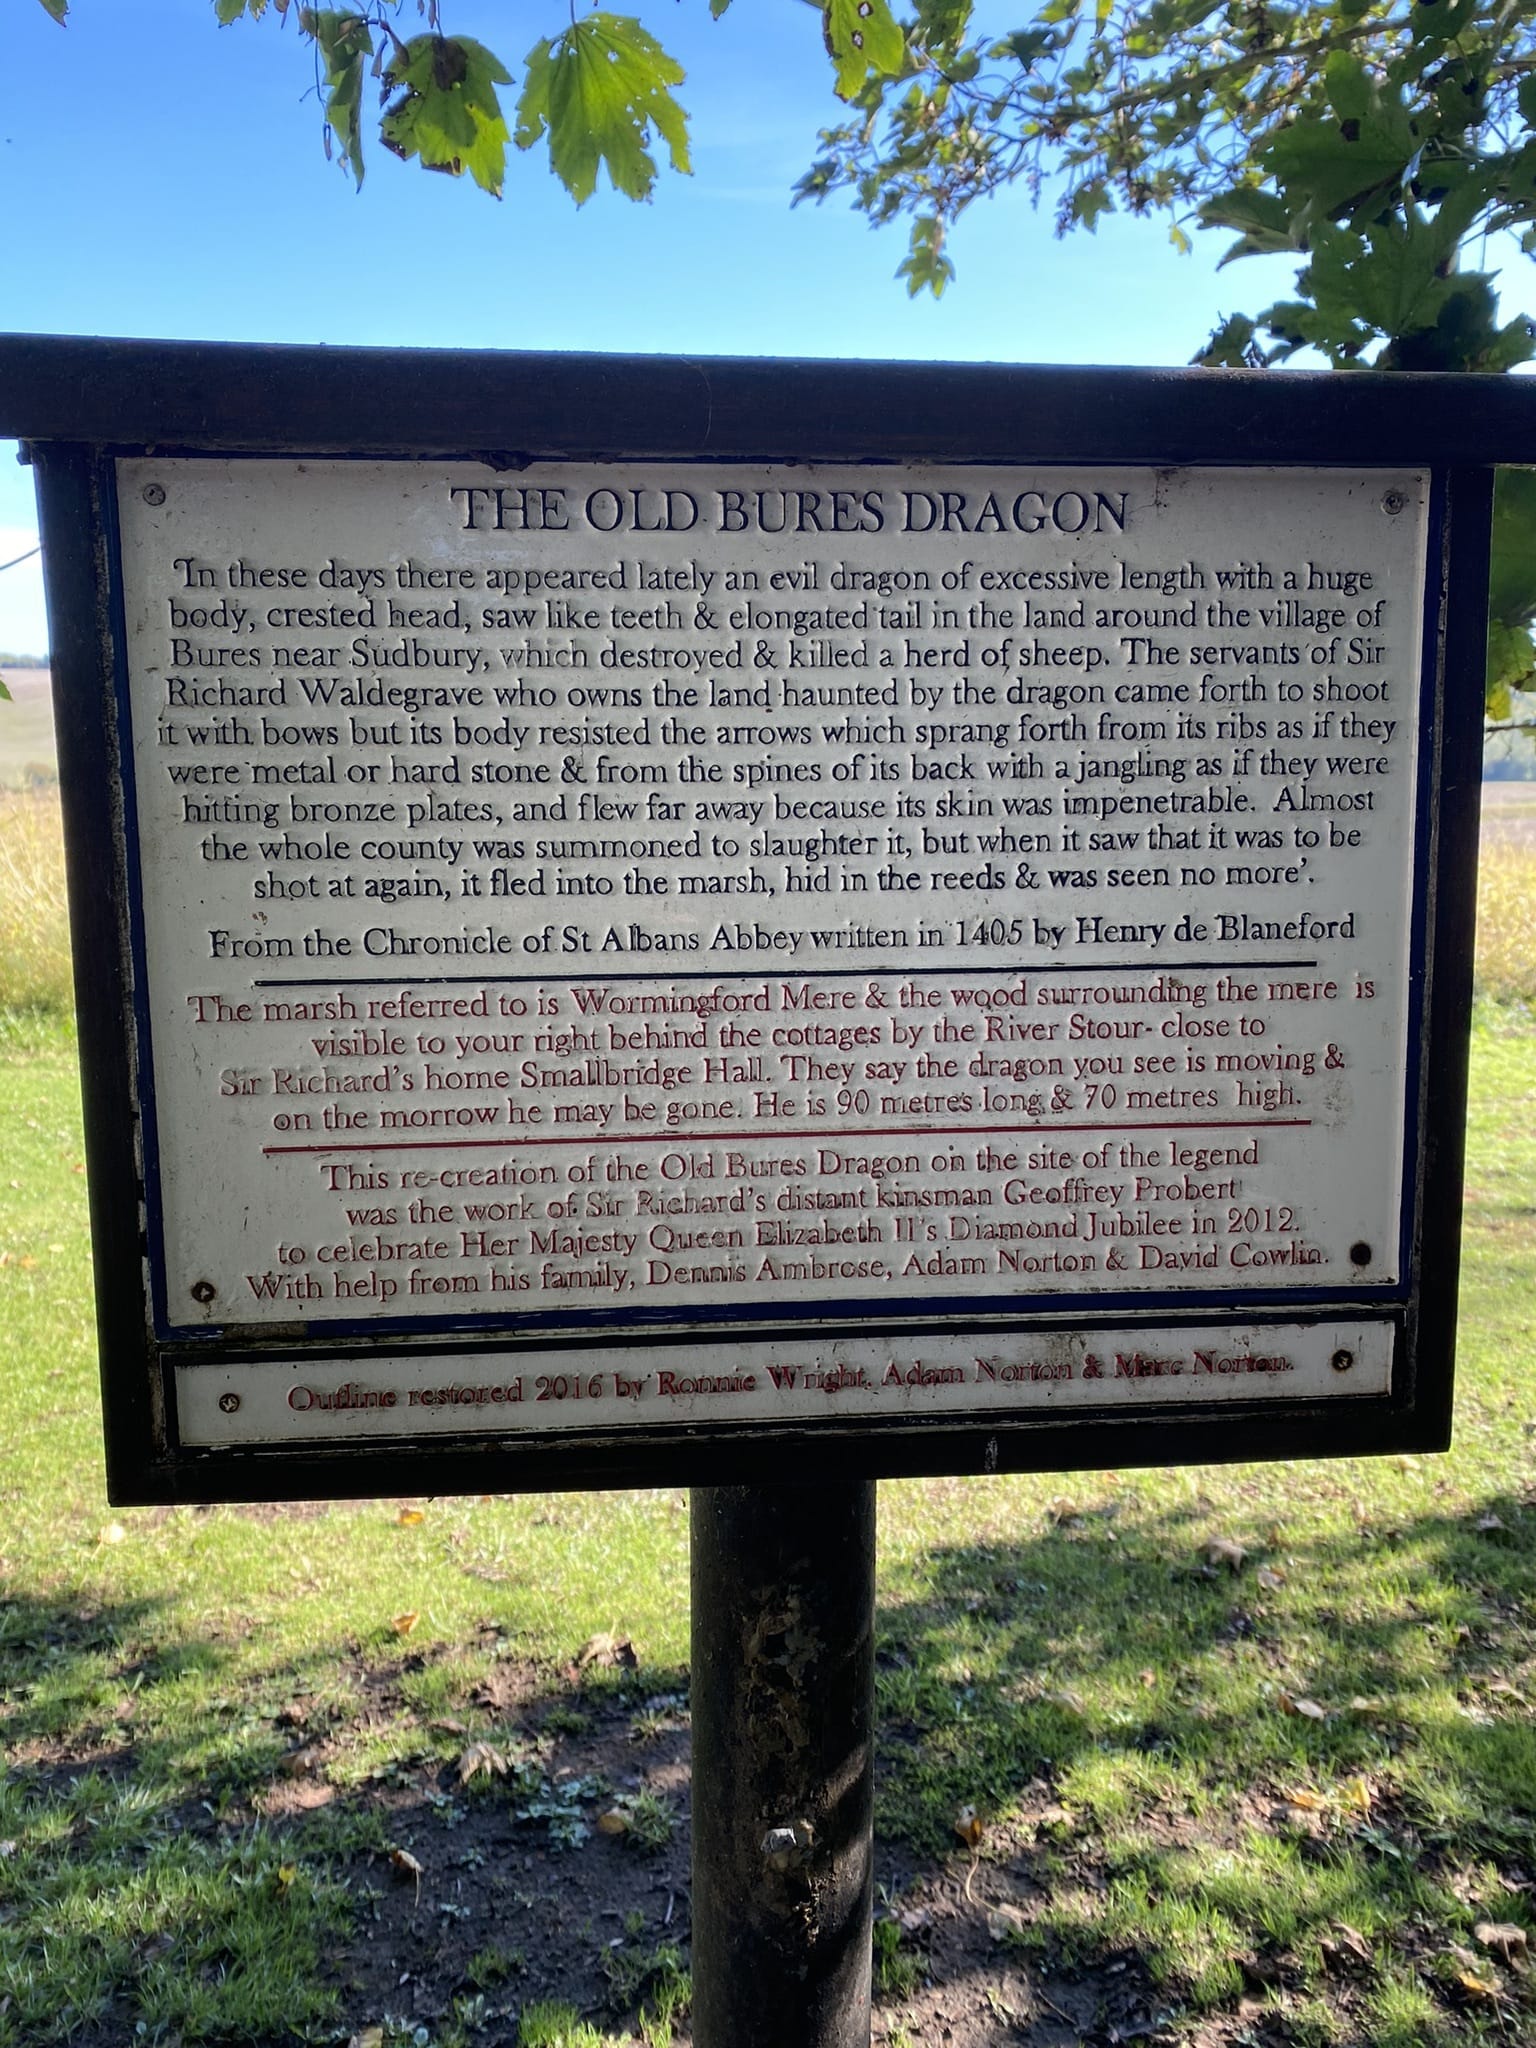 THE OLD BURES DRAGON
'In these days there appeared lately an evil dragon of excessive length with a huge
body, crested head, saw like teeth & elongated tail in the land around the village of
Bures near Sudbury, which destroyed & killed a herd of sheep. The servants of Sir
Richard Waldegrave who owns the land haunted by the dragon came forth to shoot
it with bows but its body resisted the arrows which sprang forth from its ribs as if they
were metal or hard stone & from the spines of its back with a jangling as if they were
hitting bronze plates, and flew far away because its skin was impenetrable. Almost
the whole county was summoned to slaughter it, but when it saw that it was to be
shot at again, it fled into the marsh, hid in the reeds & was seen no more'.
From the Chronicle of St Albans Abbey written in 1405 by Henry de Blaneford
The marsh referred to is Wormingford Mere & the wood surrounding the mere is
visible to your right behind the cottages by the River Stour- close to
Sir Richard's home Smallbridge Hall. They say the dragon you see is moving &
on the morrow he may be gone. He is 90 metres long & 70 metres high.
This re-creation of the Old Bures Dragon on the site of the legend
was the work of Sir Richard's distant kinsman Geoffrey Probert
to celebrate Her Majesty Queen Elizabeth II's Diamond Jubilee in 2012.
With help from his family, Dennis Ambrose, Adam Norton & David Cowlin.
Outline restored 2016 by Ronnie Wright, Adam Norton & Marc Norton.